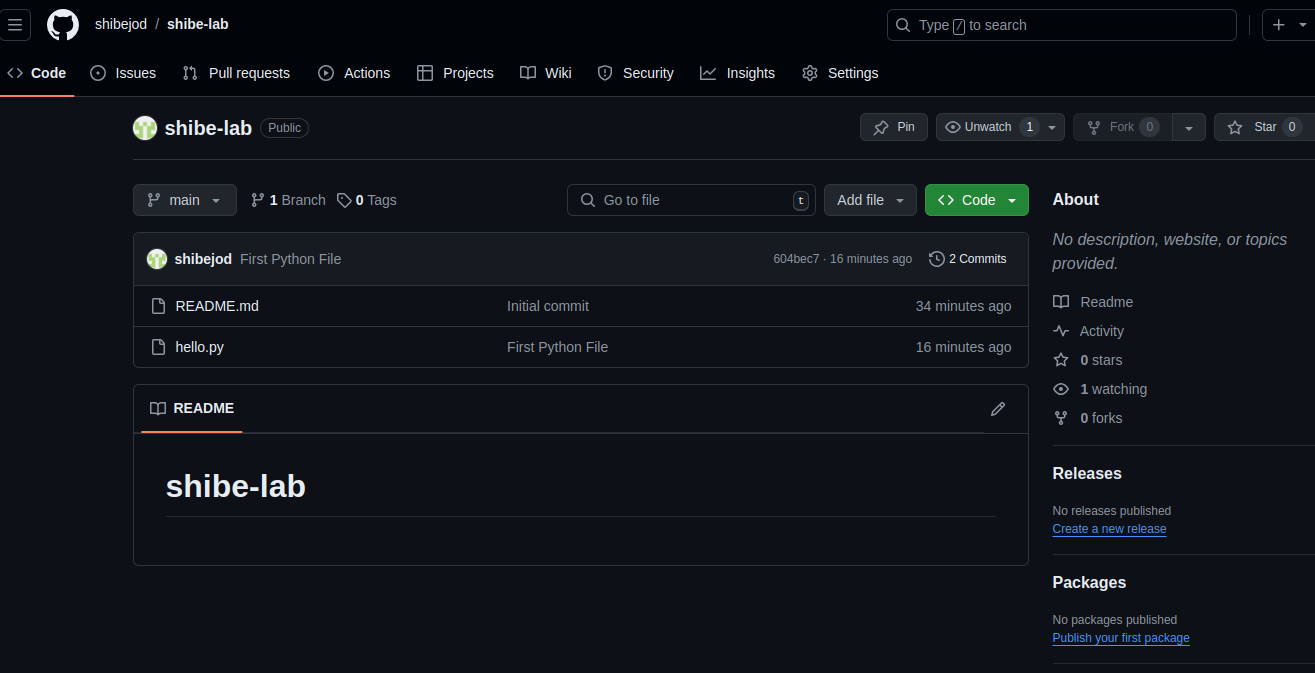 shibejod / shibe-lab
Type / to search
Code Issues Pull requests Actions Projects Wiki Security Insights Settings
shibe-lab Public
Pin Unwatch 1 Fork 0 Star 0
main 1 Branch 0 Tags Go to file t Add file Code
shibejod First Python File 604bec7 · 16 minutes ago 2 Commits
README.md Initial commit 34 minutes ago
hello.py First Python File 16 minutes ago
README
shibe-lab
About
No description, website, or topics
provided.
Readme
Activity
0 stars
1 watching
0 forks
Releases
No releases published
Create a new release
Packages
No packages published
Publish your first package